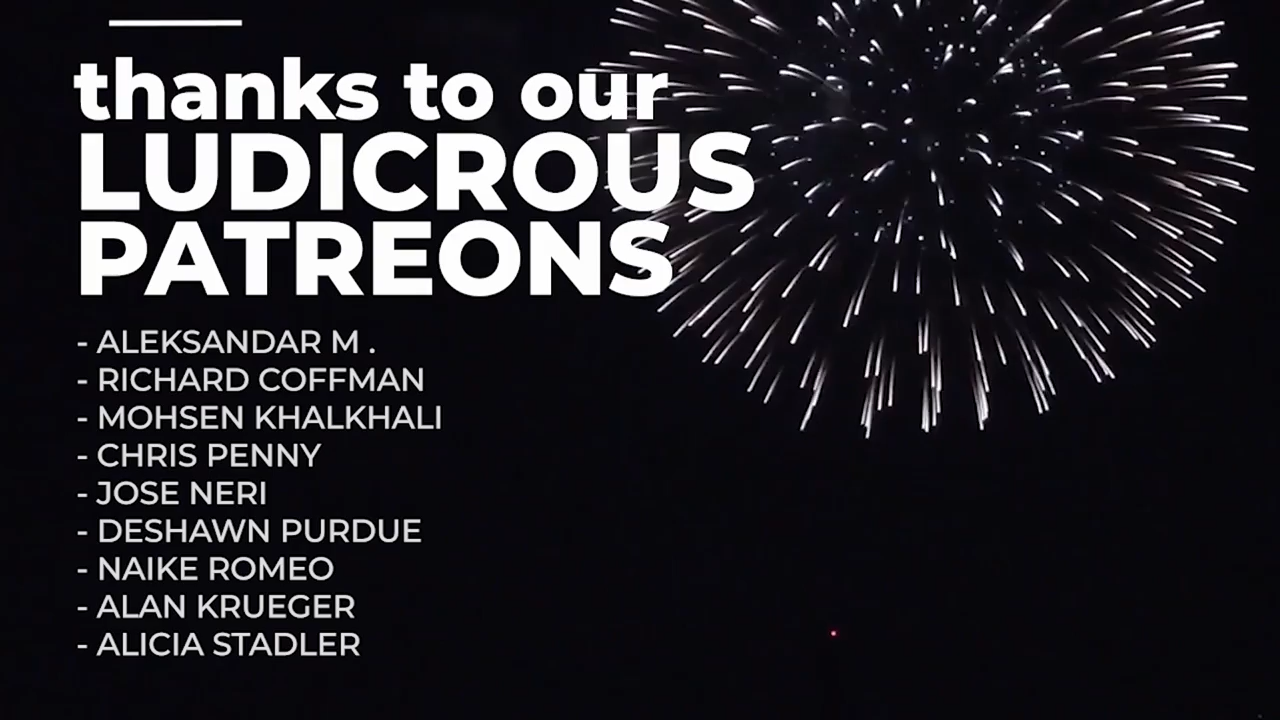 thanks to our
LUDICROUS
PATREONS
- ALEKSANDAR M .
- RICHARD COFFMAN
- MOHSEN KHALKHALI
- CHRIS PENNY
- JOSE NERI
- DESHAWN PURDUE
- NAIKE ROMEO
- ALAN KRUEGER
- ALICIA STADLER